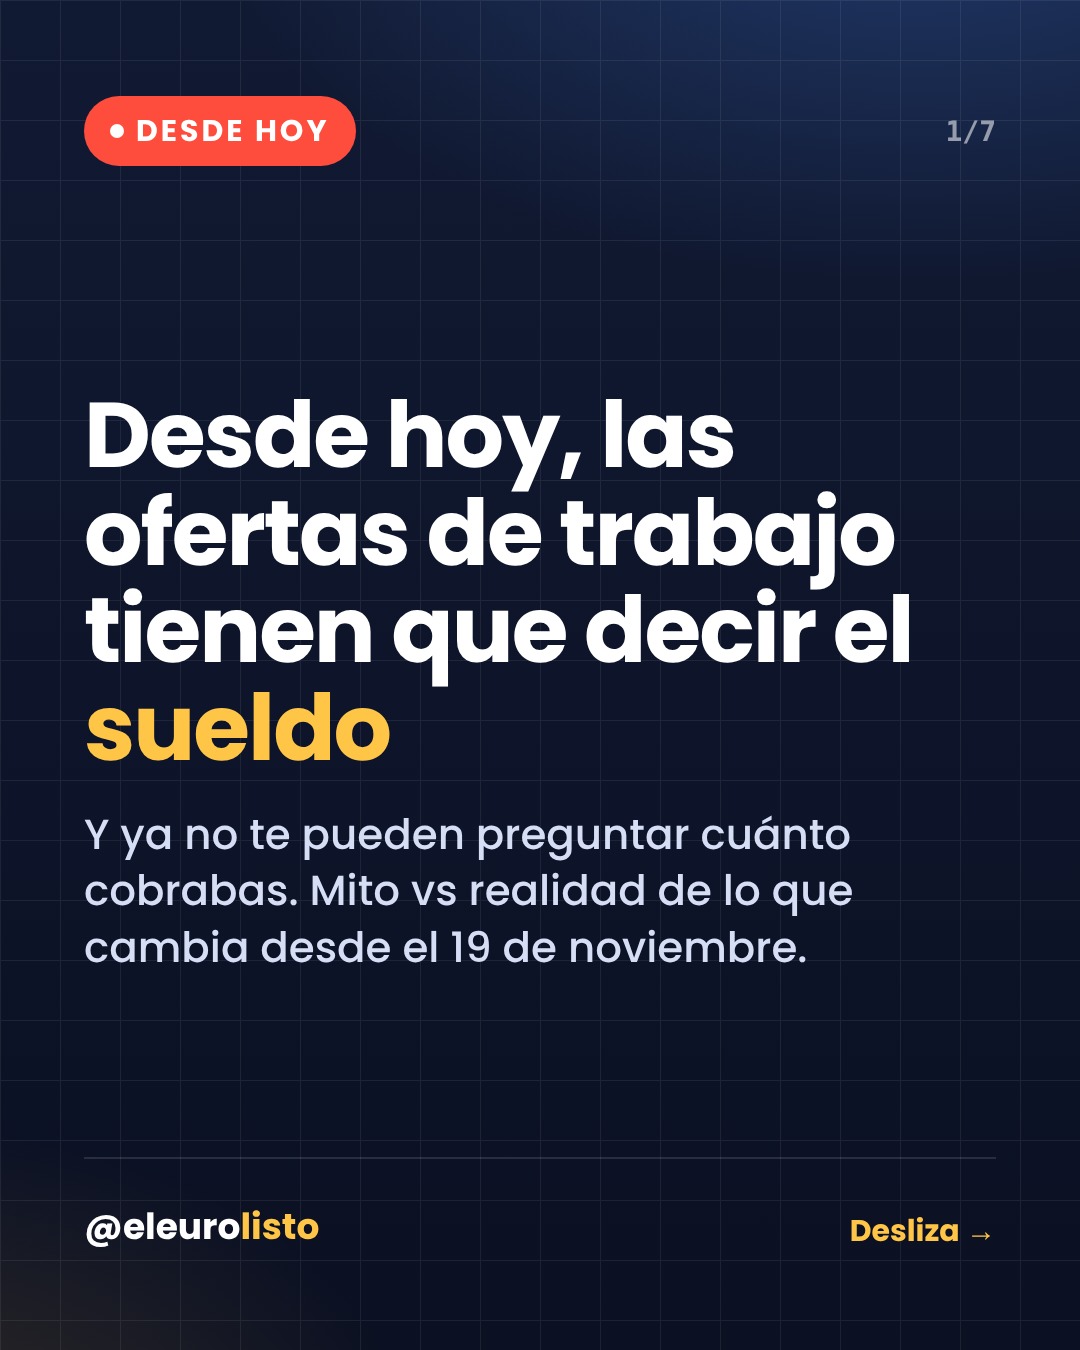 DESDE HOY
1/7
Desde hoy, las
ofertas de trabajo
tienen que decir el
sueldo
Y ya no te pueden preguntar cuánto
cobrabas. Mito vs realidad de lo que
cambia desde el 19 de noviembre.
@eleurolisto
Desliza →